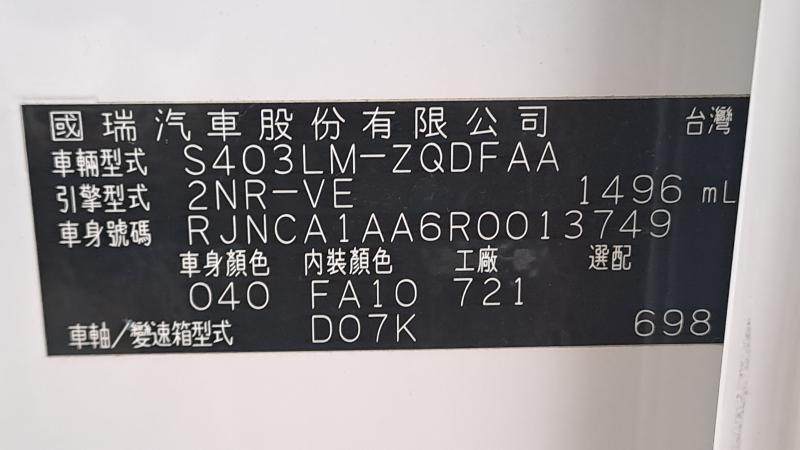 國瑞汽車股份有限公司 台灣
車輛型式 S403LM-ZQDFAA
引擎型式 2NR-VE 1496 mL
車身號碼 RJNCA1AA6R0013749
車身顏色 內裝顏色 工廠 選配
040 FA10 721
車軸/變速箱型式 D07K 698